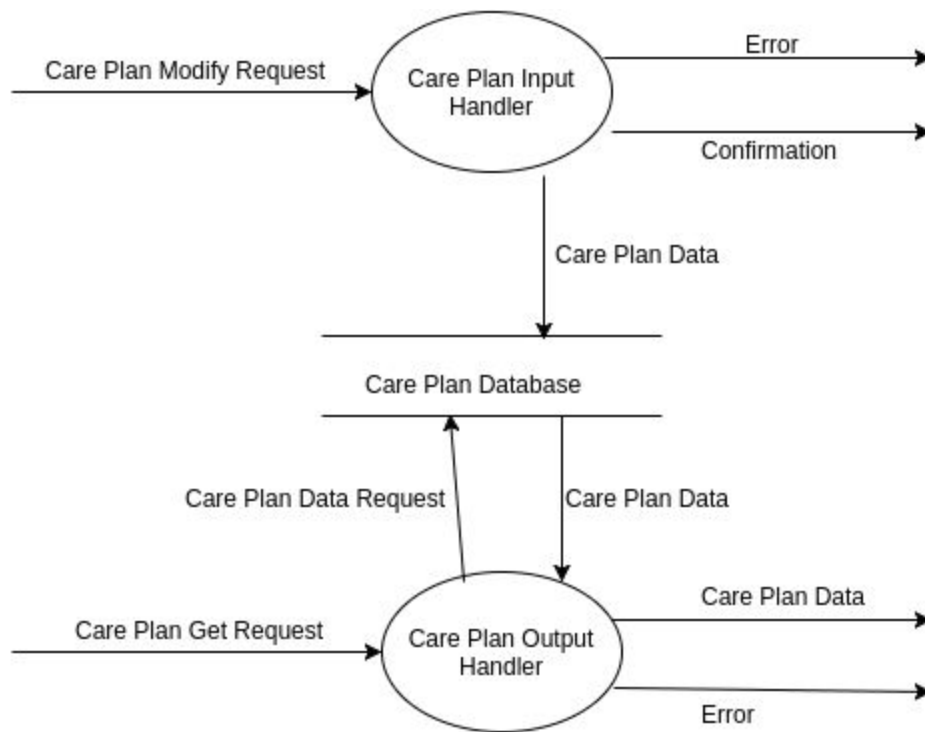 Error
Care Plan Modify Request
Care Plan Input
Handler
Confirmation
Care Plan Data
Care Plan Database
Care Plan Data Request
Care Plan Data
Care Plan Data
Care Plan Get Request
Care Plan Output
Handler
Error